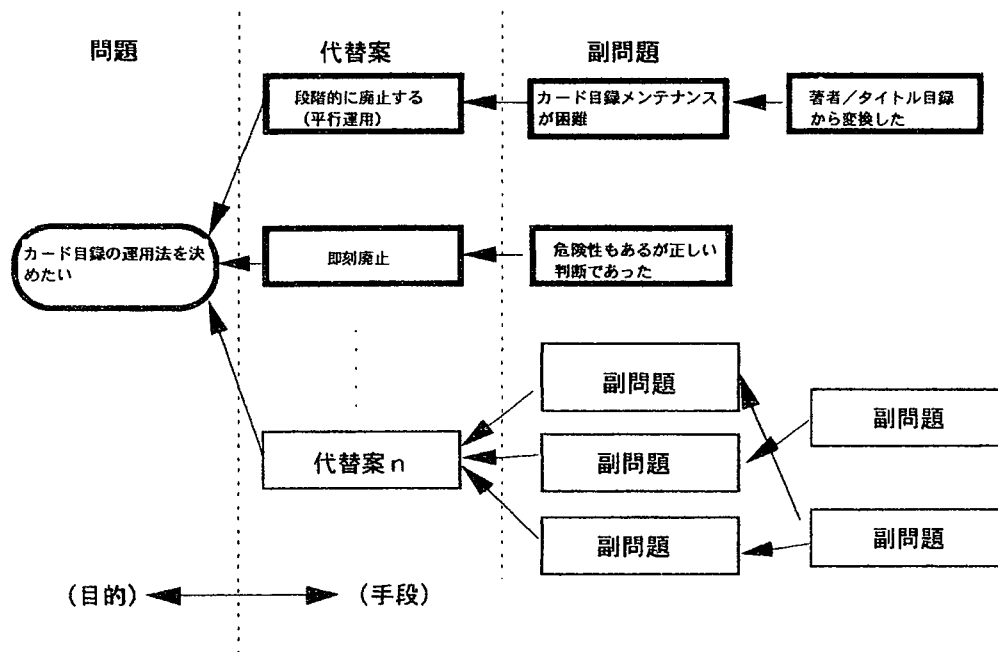 問題
代替案
副問題
段階的に廃止する
（平行運用）
カード目録メンテナンス
が困難
著者／タイトル目録
から変換した
カード目録の運用法を決
めたい
即刻廃止
危険性もあるが正しい
判断であった
副問題
副問題
代替案ｎ
副問題
副問題
副問題
（目的）
（手段）